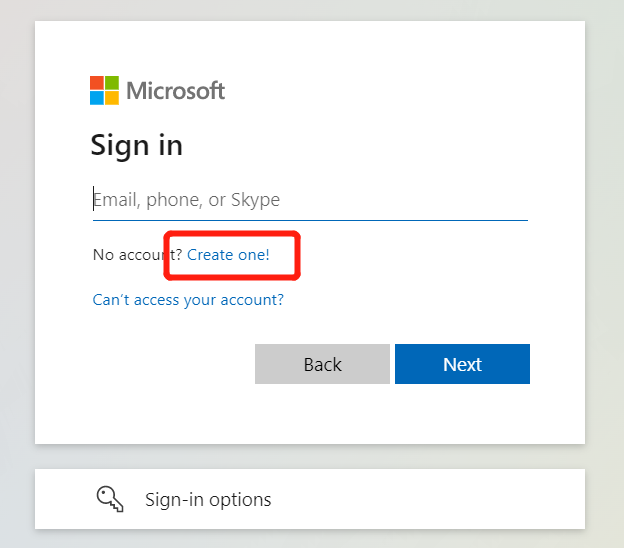 Microsoft
Sign in
Email, phone, or Skype
No account? Create one!
Can't access your account?
Back
Next
Sign-in options